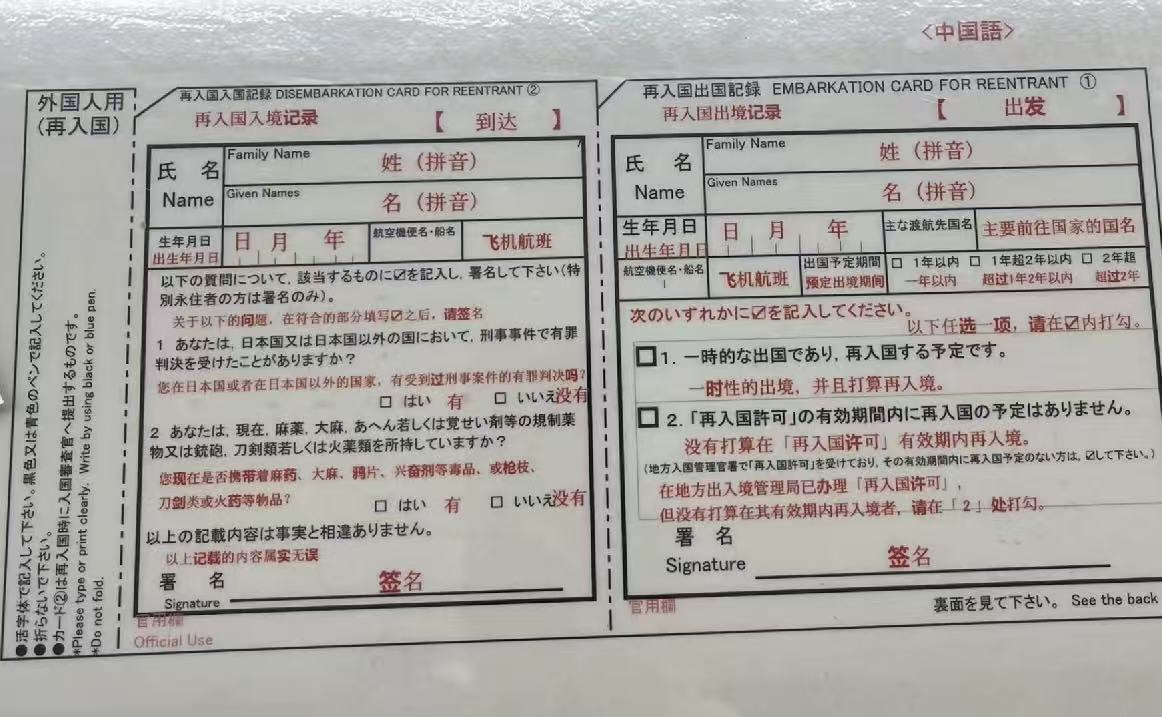 <中国語>
外国人用
(再入国)
●活字体で記入して下さい。黒色又は青色のペンで記入してください。
●折らないで下さい。
●カード②は再入国時に入国審査官へ提出するものです。
*Please type or print clearly. Write by using black or blue pen.
*Do not fold.
再入国入国記録 DISEMBARKATION CARD FOR REENTRANT ②
再入国入境记录 【 到达 】
氏 名
Name
Family Name 姓（拼音）
Given Names 名（拼音）
生年月日
出生年月日
日 月 年
航空機便名・船名
飞机航班
以下の質問について, 該当するものに☑を記入し, 署名して下さい(特
別永住者の方は署名のみ)。
关于以下的问题，在符合的部分填写☑之后，请签名
1 あなたは, 日本国又は日本国以外の国において, 刑事事件で有罪
判決を受けたことがありますか？
您在日本国或者在日本国以外的国家，有受到过刑事案件的有罪判决吗？
□ はい 有 □ いいえ没有
2 あなたは, 現在, 麻薬, 大麻, あへん若しくは覚せい剤等の規制薬
物又は銃砲, 刀剣類若しくは火薬類を所持していますか？
您现在是否携带着麻药、大麻、鸦片、兴奋剂等毒品、或枪枝、
刀剑类或火药等物品？
□ はい 有 □ いいえ没有
以上の記載内容は事実と相違ありません。
以上记载的内容属实无误
署 名
Signature
签名
官用欄
Official Use
再入国出国記録 EMBARKATION CARD FOR REENTRANT ①
再入国出境记录 【 出发 】
氏 名
Name
Family Name 姓（拼音）
Given Names 名（拼音）
生年月日
出生年月日
日 月 年
主な渡航先国名
主要前往国家的国名
航空機便名・船名
飞机航班
出国予定期間
预定出境期间
□ 1年以内 □ 1年超2年以内 □ 2年超
一年以内 超过1年2年以内 超过2年
次のいずれかに☑を記入してください。
以下任选一项，请在☑内打勾。
□1. 一時的な出国であり, 再入国する予定です。
一时性的出境，并且打算再入境。
□2.「再入国許可」の有効期間内に再入国の予定はありません。
没有打算在「再入国许可」有效期内再入境。
(地方入国管理官署で「再入国許可」を受けており, その有効期間内に再入国予定のない方は, ☑して下さい。)
在地方出入境管理局已办理「再入国许可」，
但没有打算在其有效期内再入境者，请在「2」处打勾。
署 名
Signature
签名
官用欄
裏面を見て下さい。 See the back